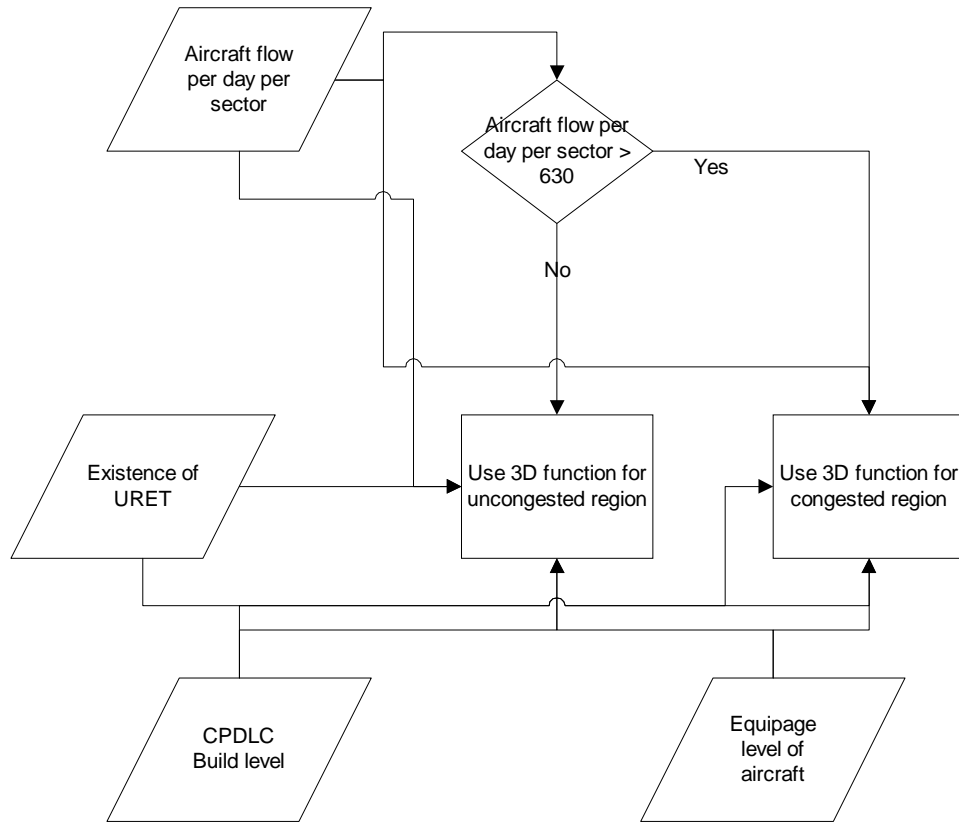 Aircraft flow
per day per
sector
Aircraft flow per
day per sector >
630
Yes
No
Existence of
URET
Use 3D function for
uncongested region
Use 3D function for
congested region
CPDLC
Build level
Equipage
level of
aircraft